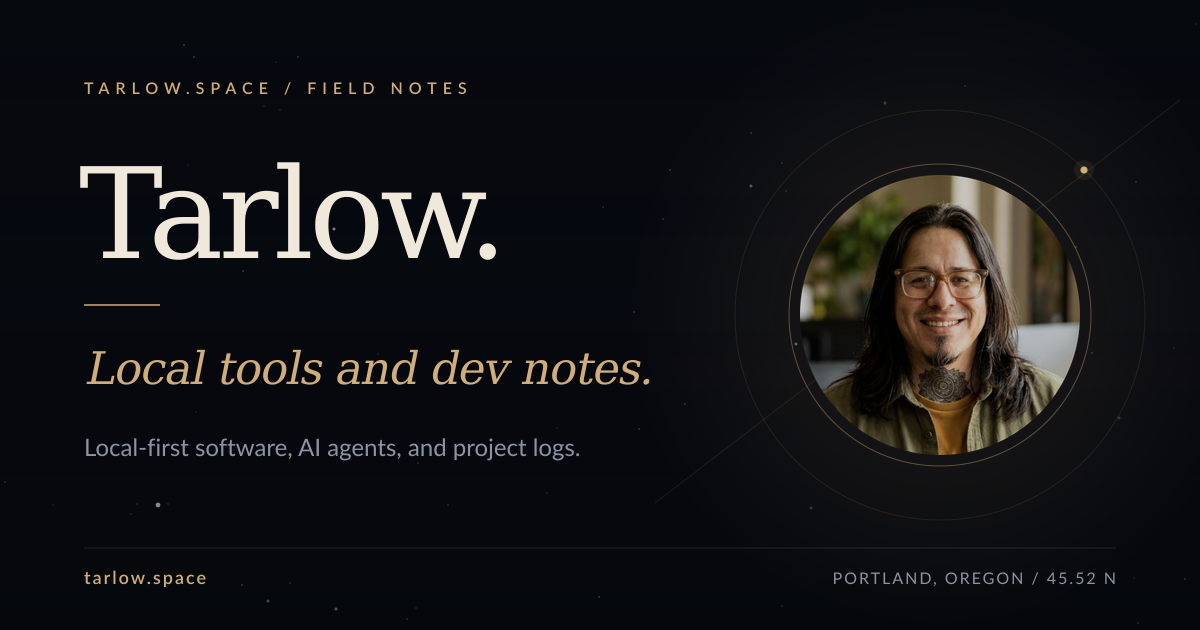 TARLOW.SPACE / FIELD NOTES
Tarlow.
Local tools and dev notes.
Local-first software, AI agents, and project logs.
tarlow.space
PORTLAND, OREGON / 45.52 N